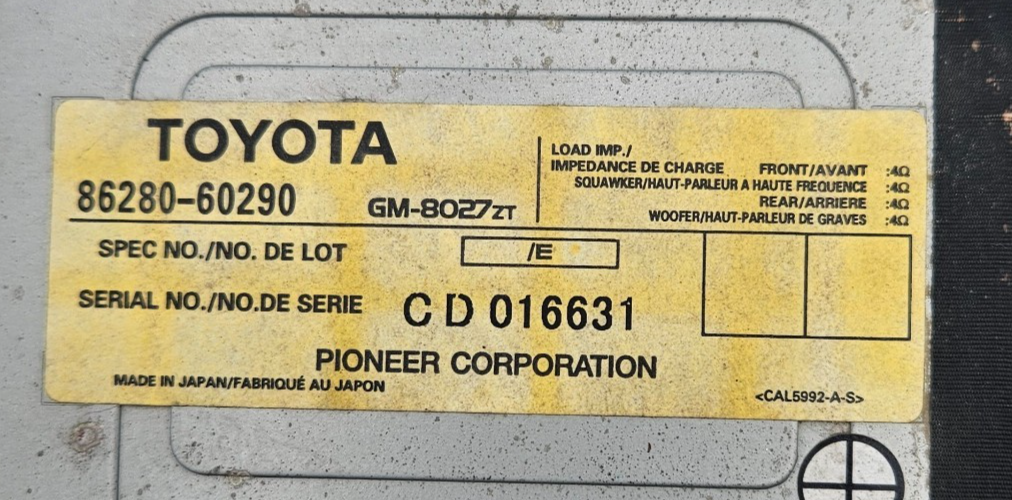 TOYOTA
86280-60290
GM-8027ZT
LOAD IMP./
IMPEDANCE DE CHARGE FRONT/AVANT :4Ω
SQUAWKER/HAUT-PARLEUR A HAUTE FREQUENCE :4Ω
REAR/ARRIERE :4Ω
WOOFER/HAUT-PARLEUR DE GRAVES :4Ω
SPEC NO./NO. DE LOT /E
SERIAL NO./NO.DE SERIE CD 016631
PIONEER CORPORATION
MADE IN JAPAN/FABRIQUÉ AU JAPON
<CAL5992-A-S>